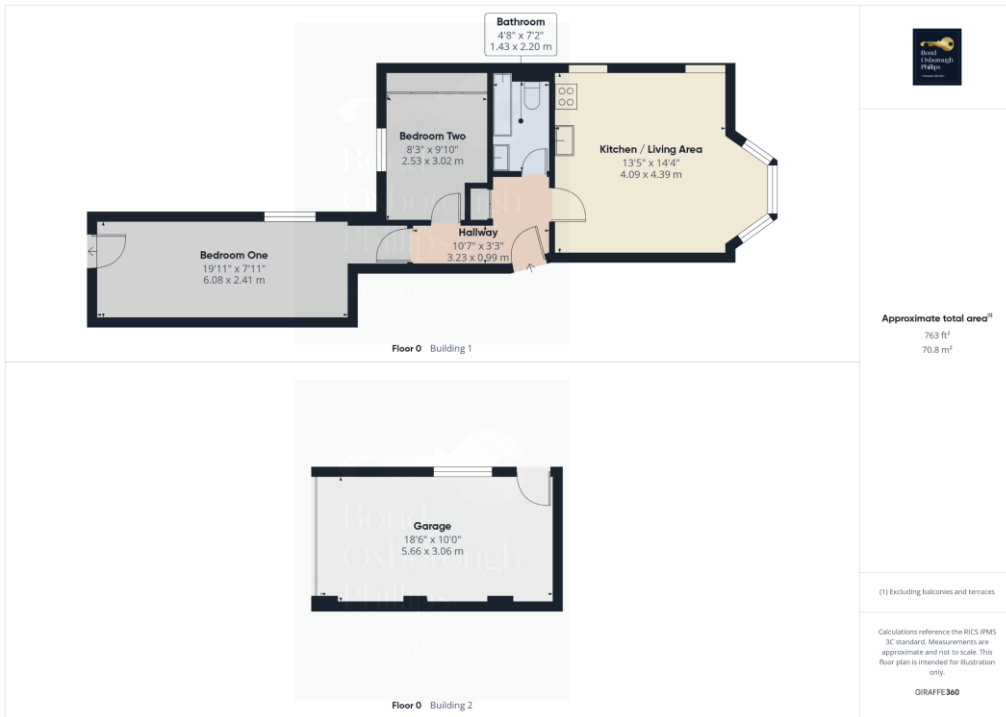 Bathroom
4'8" x 7'2"
1.43 x 2.20 m
Bedroom Two
8'3" x 9'10"
2.53 x 3.02 m
Kitchen / Living Area
13'5" x 14'4"
4.09 x 4.39 m
Hallway
10'7" x 3'3"
3.23 x 0.99 m
Bedroom One
19'11" x 7'11"
6.08 x 2.41 m
Floor 0 Building 1
Garage
18'6" x 10'0"
5.66 x 3.06 m
Bond
Oxborough
Phillips
Floor 0 Building 2
Bond
Oxborough
Phillips
Approximate total area(1)
763 ft²
70.8 m²
(1) Excluding balconies and terraces
Calculations reference the RICS IPMS
3C standard. Measurements are
approximate and not to scale. This
floor plan is intended for illustration
only.
GIRAFFE360